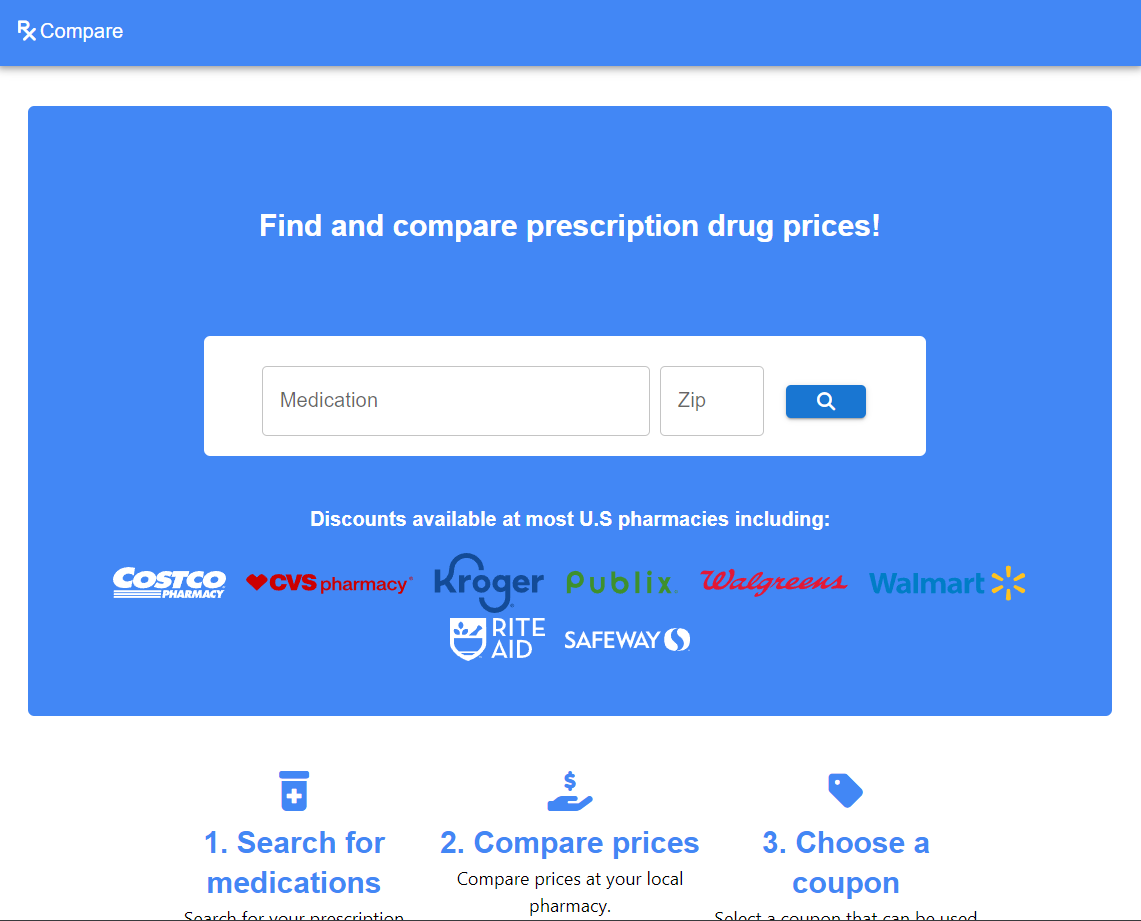 Rx Compare
Find and compare prescription drug prices!
Medication
Zip
Discounts available at most U.S pharmacies including:
COSTCO PHARMACY
CVS pharmacy
Kroger
Publix.
Walgreens
Walmart
RITE AID
SAFEWAY
1. Search for
medications
Search for your prescription
2. Compare prices
Compare prices at your local
pharmacy.
3. Choose a
coupon
Select a coupon that can be used